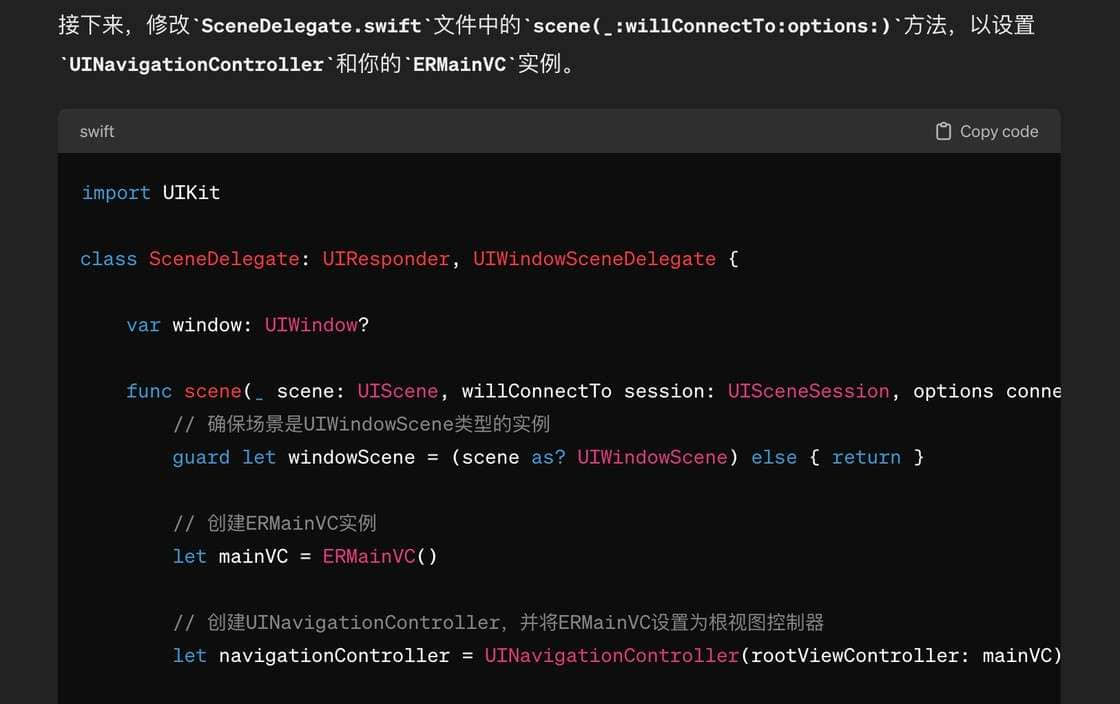 接下来，修改`SceneDelegate.swift`文件中的`scene(_:willConnectTo:options:)`方法，以设置
`UINavigationController`和你的`ERMainVC`实例。
swift
Copy code
import UIKit
class SceneDelegate: UIResponder, UIWindowSceneDelegate {
var window: UIWindow?
func scene(_ scene: UIScene, willConnectTo session: UISceneSession, options conne
// 确保场景是UIWindowScene类型的实例
guard let windowScene = (scene as? UIWindowScene) else { return }
// 创建ERMainVC实例
let mainVC = ERMainVC()
// 创建UINavigationController，并将ERMainVC设置为根视图控制器
let navigationController = UINavigationController(rootViewController: mainVC)